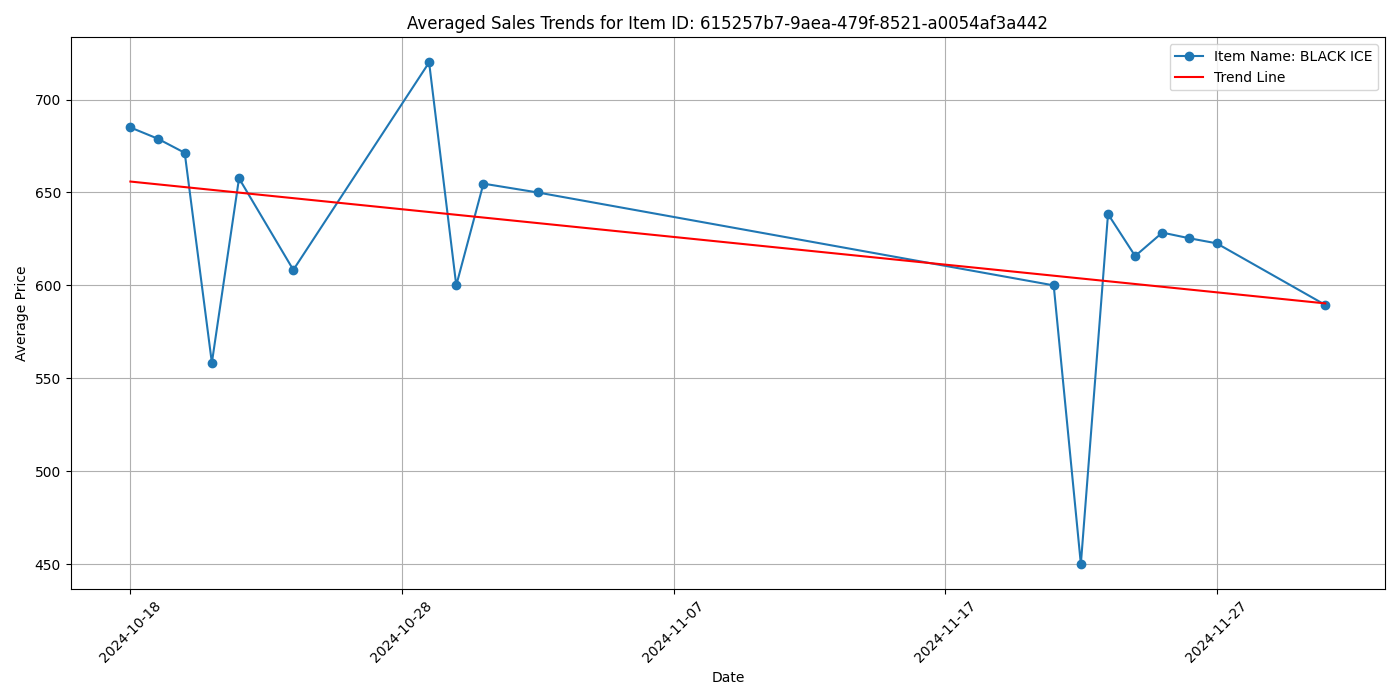 Averaged Sales Trends for Item ID: 615257b7-9aea-479f-8521-a0054af3a442
Item Name: BLACK ICE
Trend Line
Average Price
700
650
600
550
500
450
2024-10-18
2024-10-28
2024-11-07
2024-11-17
2024-11-27
Date